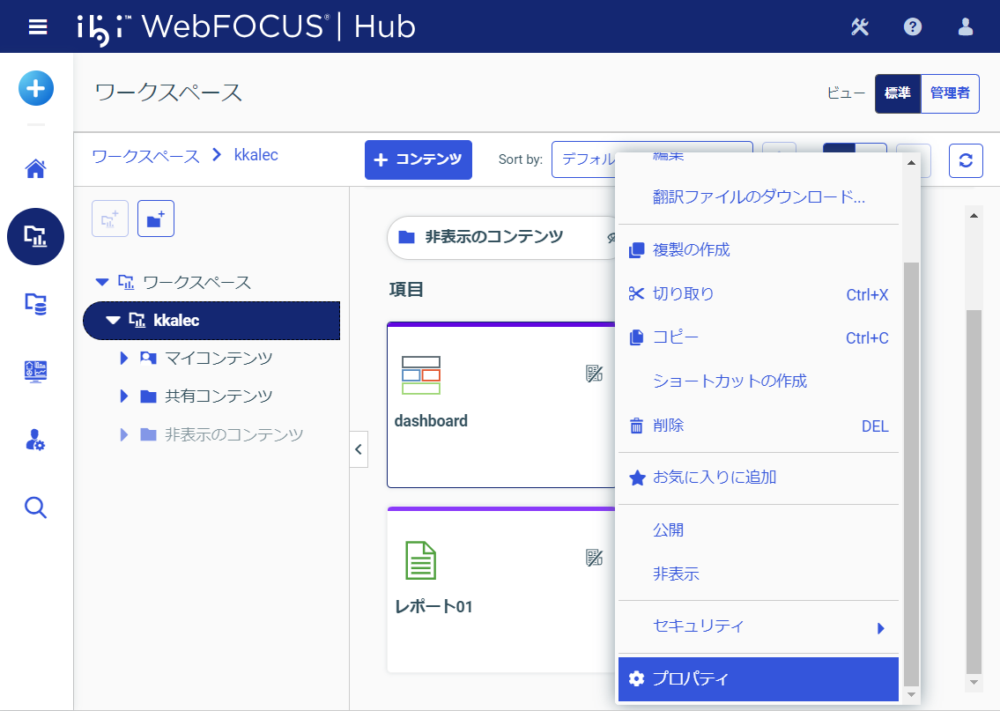 ibi™ WebFOCUS® | Hub
ワークスペース
ビュー 標準 管理者
ワークスペース kkalec
コンテンツ
Sort by:
デフォル
ワークスペース
kkalec
マイコンテンツ
共有コンテンツ
非表示のコンテンツ
非表示のコンテンツ
項目
dashboard
レポート01
編集
翻訳ファイルのダウンロード...
複製の作成
切り取り Ctrl+X
コピー Ctrl+C
ショートカットの作成
削除 DEL
お気に入りに追加
公開
非表示
セキュリティ
プロパティ